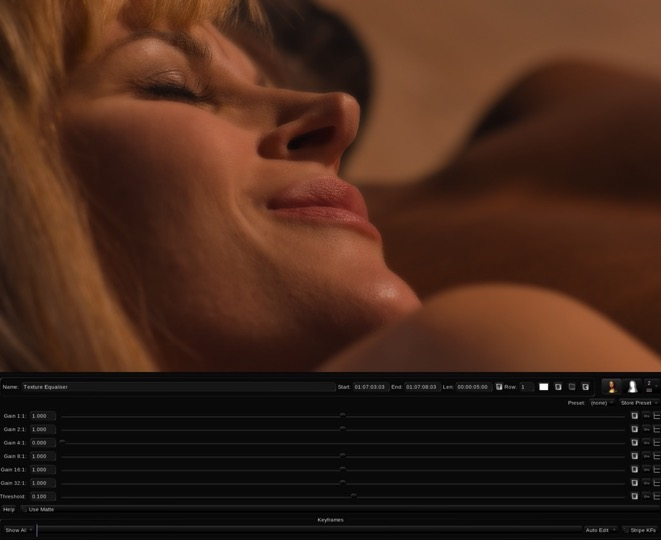 Name: Texture Equaliser Start: 01:07:03:03 End: 01:07:08:03 Len: 00:00:05:00 Row: 1 2
Preset: (none) Store Preset
Gain 1:1: 1.000
Gain 2:1: 1.000
Gain 4:1: 0.000
Gain 8:1: 1.000
Gain 16:1: 1.000
Gain 32:1: 1.000
Threshold: 0.100
Help Use Matte
Keyframes
Show All Auto Edit Stripe KFs